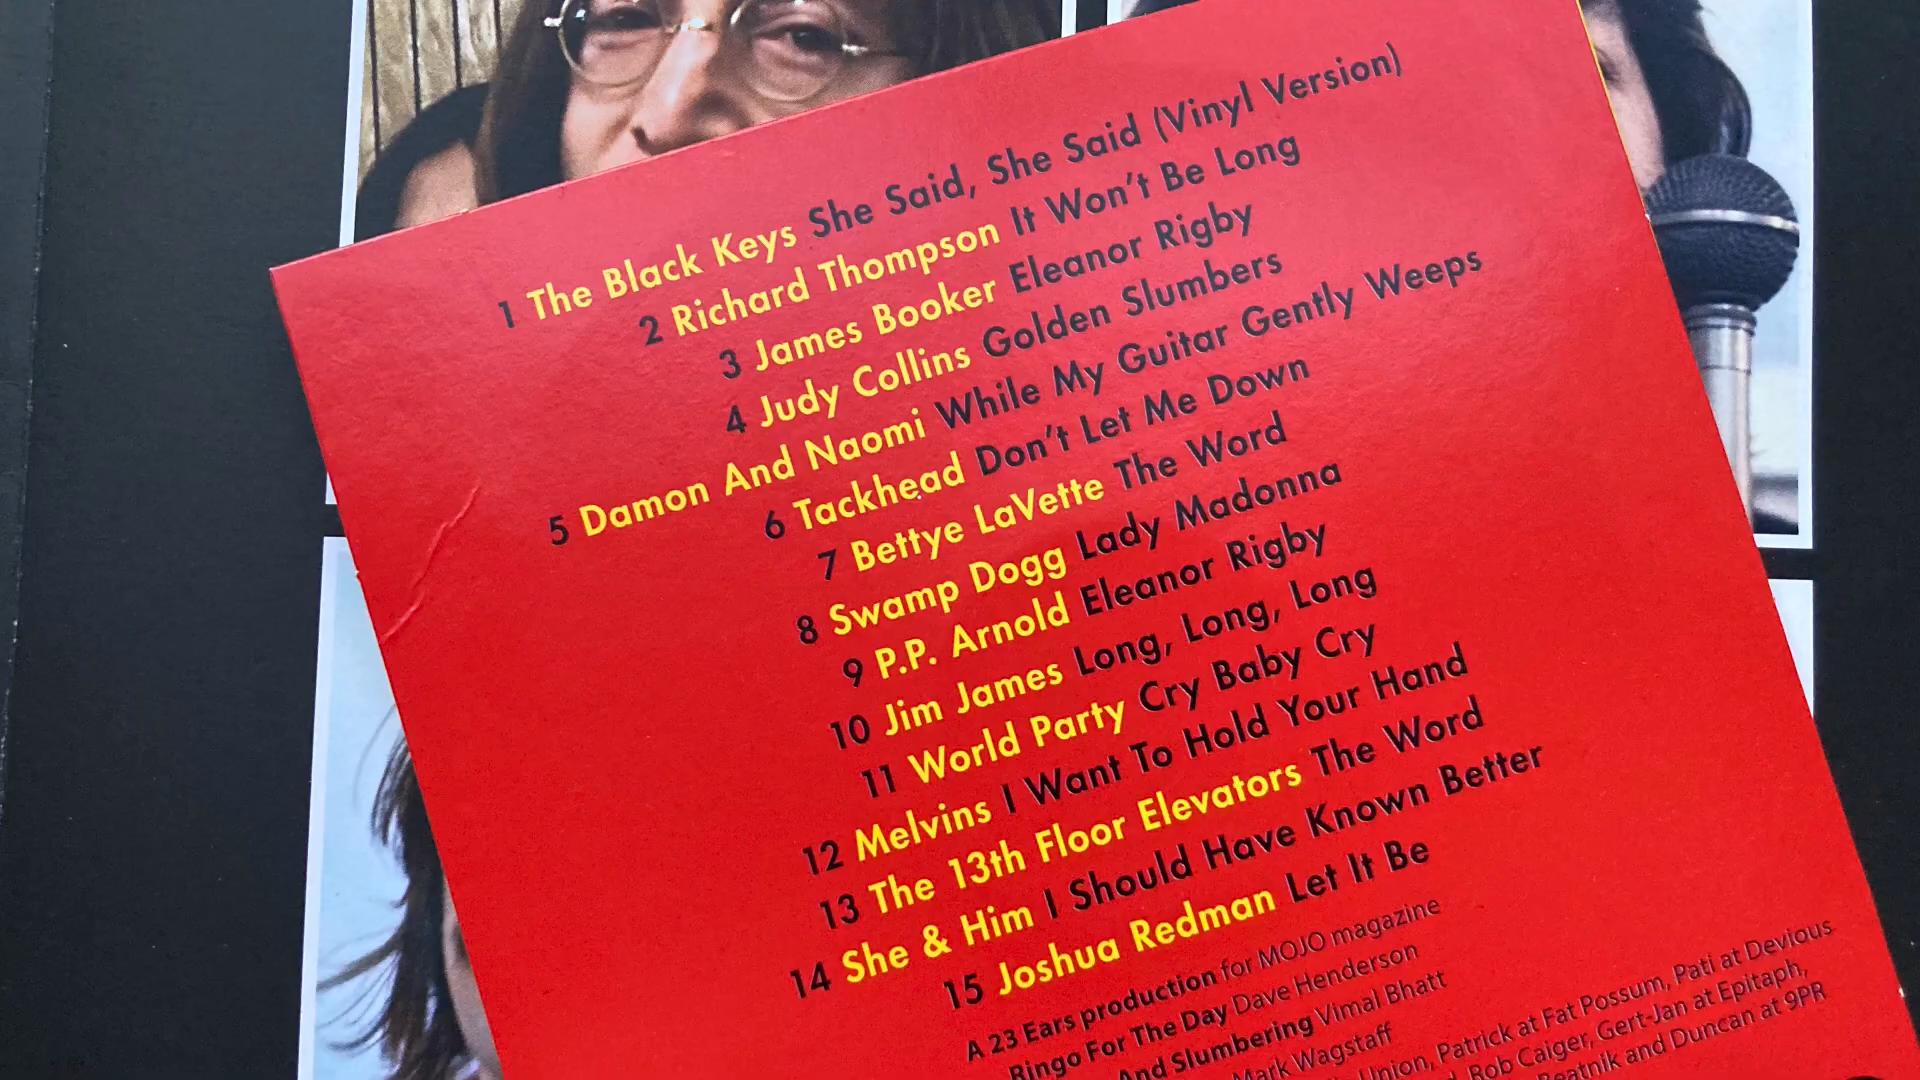 1 The Black Keys She Said, She Said (Vinyl Version)
2 Richard Thompson It Won't Be Long
3 James Booker Eleanor Rigby
4 Judy Collins Golden Slumbers
5 Damon And Naomi While My Guitar Gently Weeps
6 Tackhead Don't Let Me Down
7 Bettye LaVette The Word
8 Swamp Dogg Lady Madonna
9 P.P. Arnold Eleanor Rigby
10 Jim James Long, Long, Long
11 World Party Cry Baby Cry
12 Melvins I Want To Hold Your Hand
13 The 13th Floor Elevators The Word
14 She & Him I Should Have Known Better
15 Joshua Redman Let It Be
A 23 Ears production for MOJO magazine
Ringo For The Day Dave Henderson
And Slumbering Vimal Bhatt
Mark Wagstaff
Union, Patrick at Fat Possum, Pati at Devious
Rob Caiger, Gert-Jan at Epitaph,
Beatnik and Duncan at 9PR